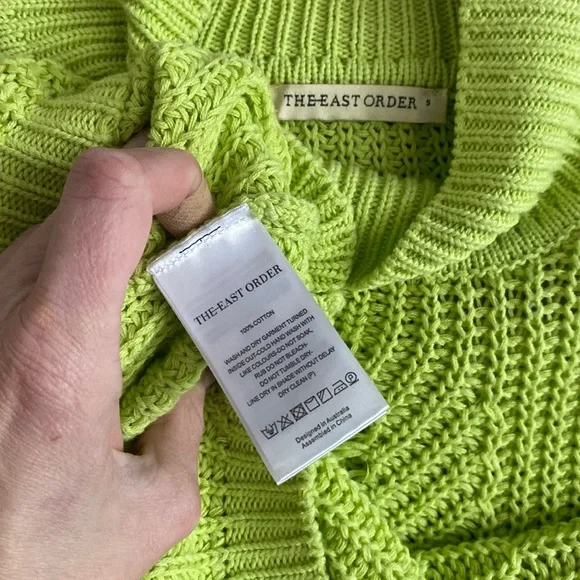 THE EAST ORDER S
THE EAST ORDER
100% COTTON
WASH AND DRY GARMENT TURNED
INSIDE OUT-COLD HAND WASH WITH
LIKE COLOURS-DO NOT SOAK,
RUB DO NOT BLEACH-
DO NOT TUMBLE DRY-
LINE DRY IN SHADE WITHOUT DELAY
DRY CLEAN (P)
Designed in Australia
Assembled in China